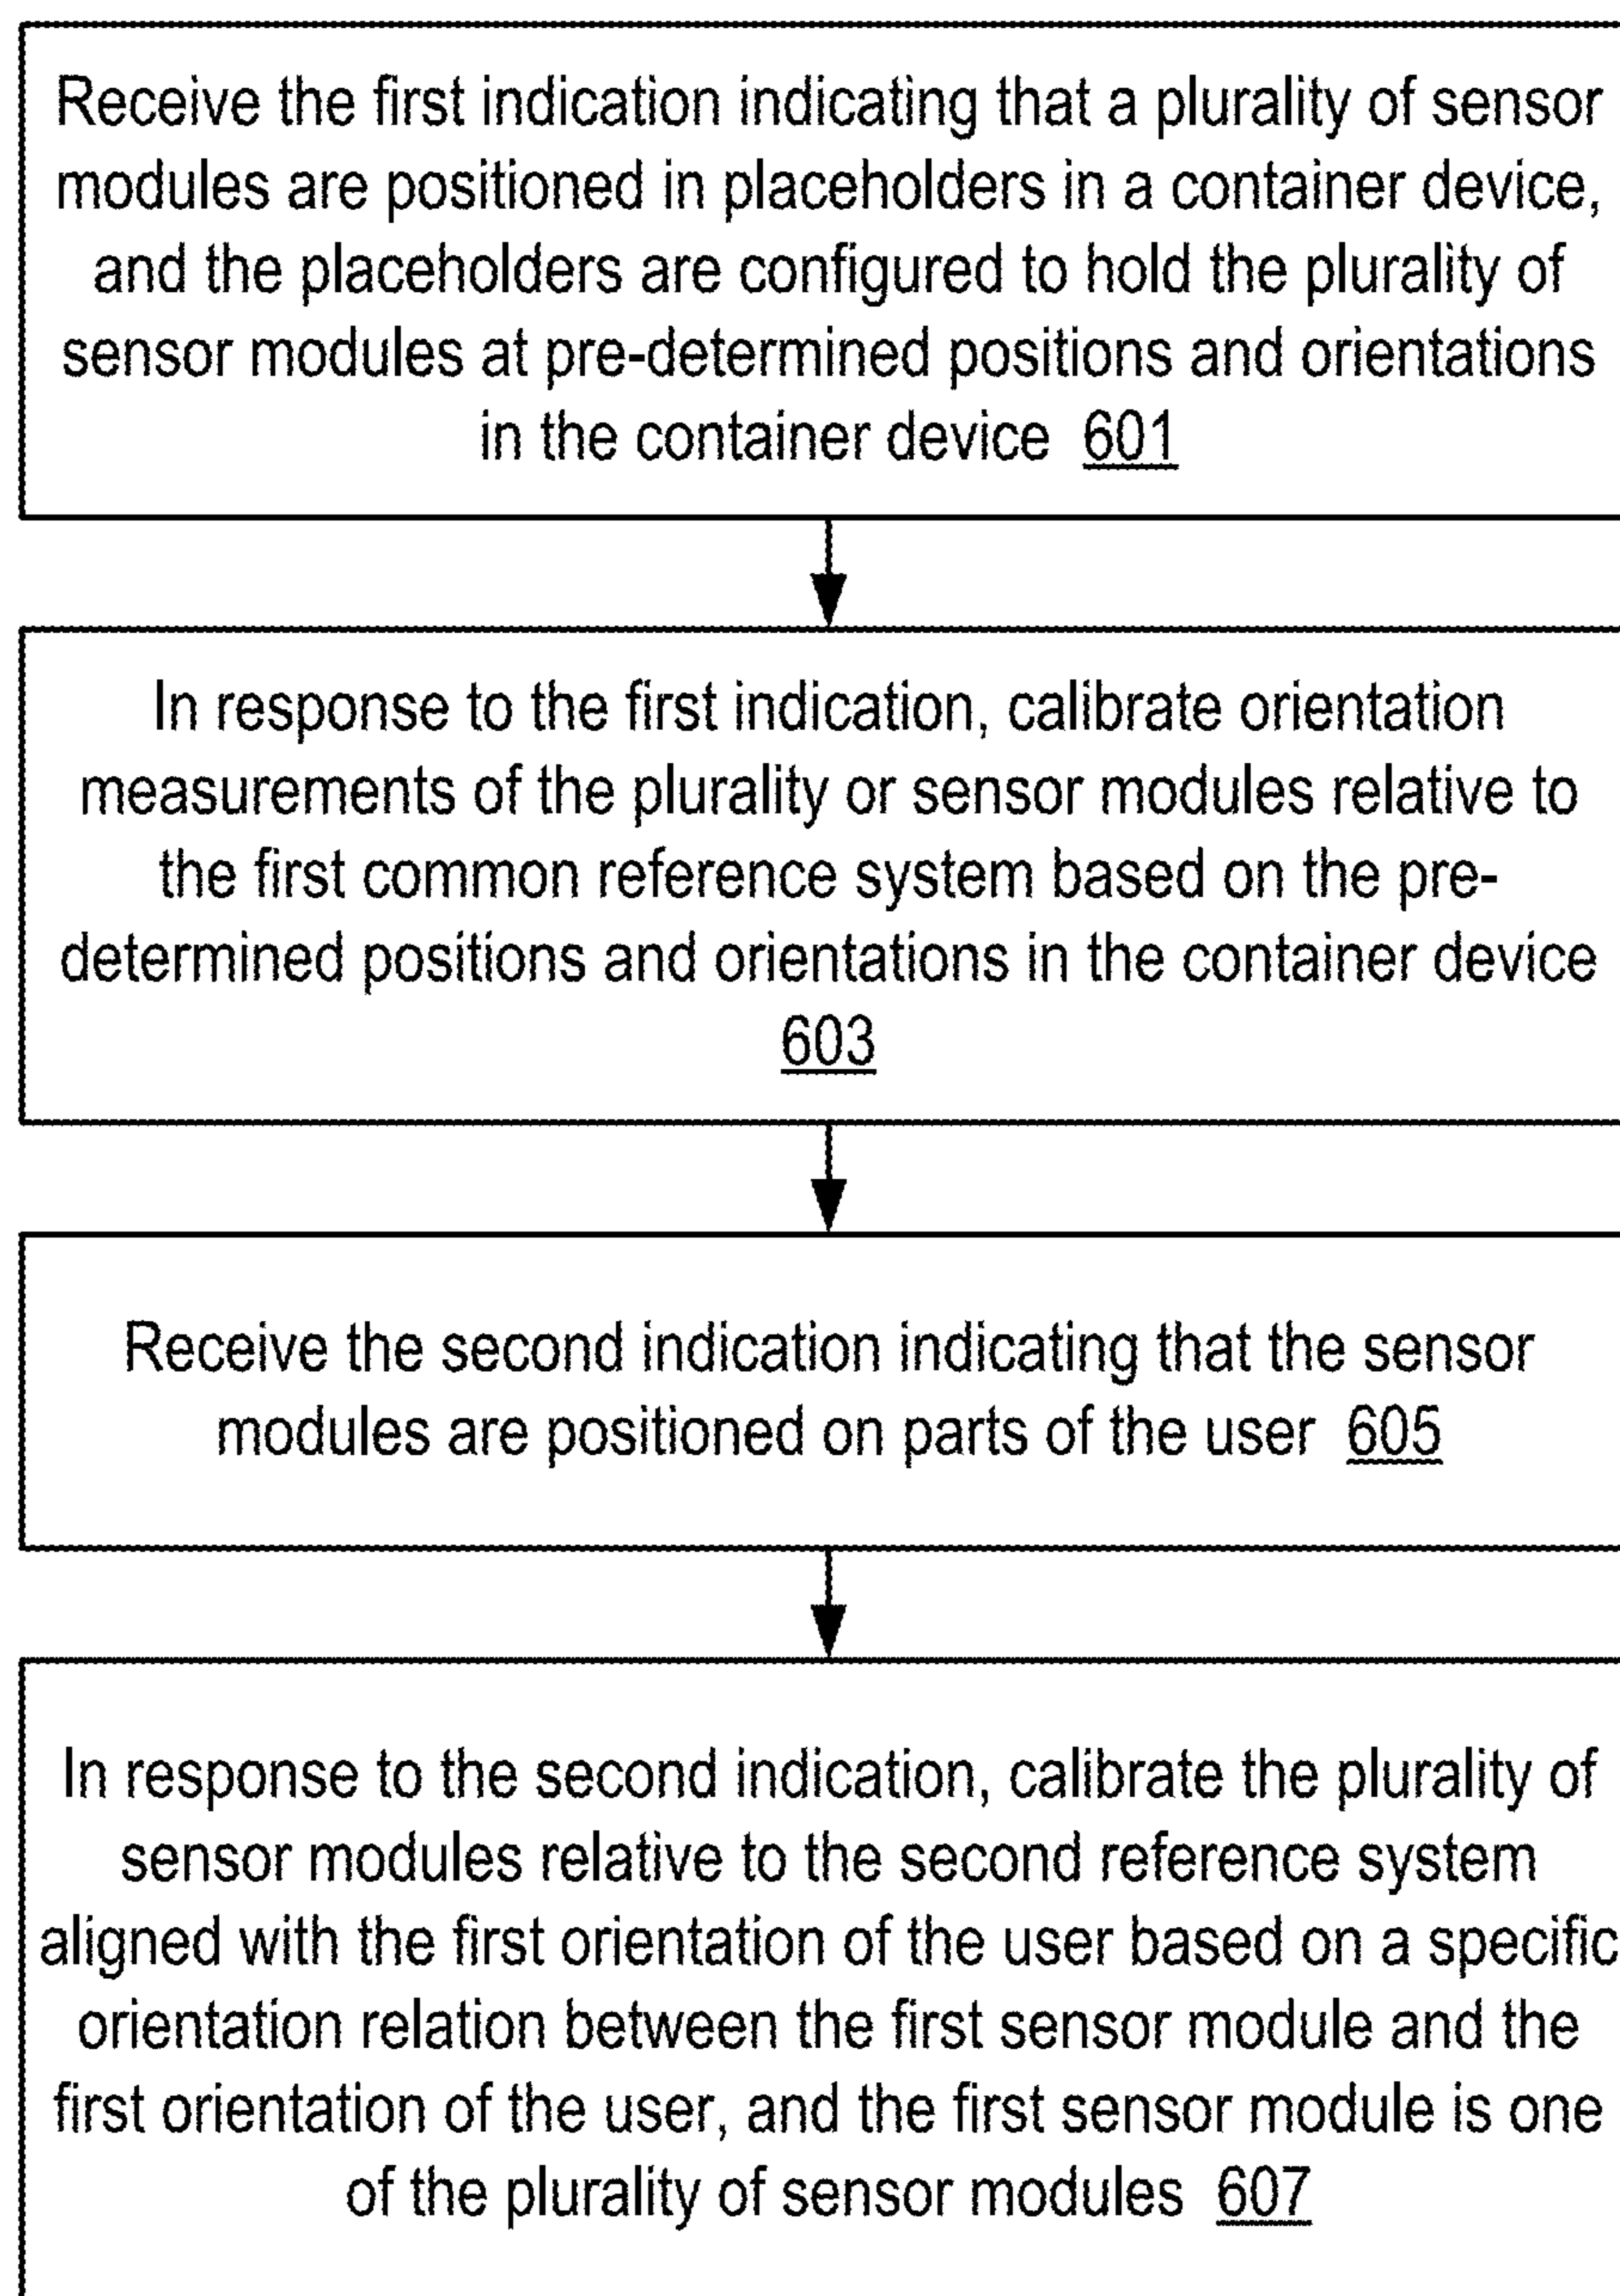 Receive the first indication indicating that a plurality of sensor
modules are positioned in placeholders in a container device,
and the placeholders are configured to hold the plurality of
sensor modules at pre-determined positions and orientations
in the container device 601
In response to the first indication, calibrate orientation
measurements of the plurality or sensor modules relative to
the first common reference system based on the pre-
determined positions and orientations in the container device
603
Receive the second indication indicating that the sensor
modules are positioned on parts of the user 605
In response to the second indication, calibrate the plurality of
sensor modules relative to the second reference system
aligned with the first orientation of the user based on a specific
orientation relation between the first sensor module and the
first orientation of the user, and the first sensor module is one
of the plurality of sensor modules 607